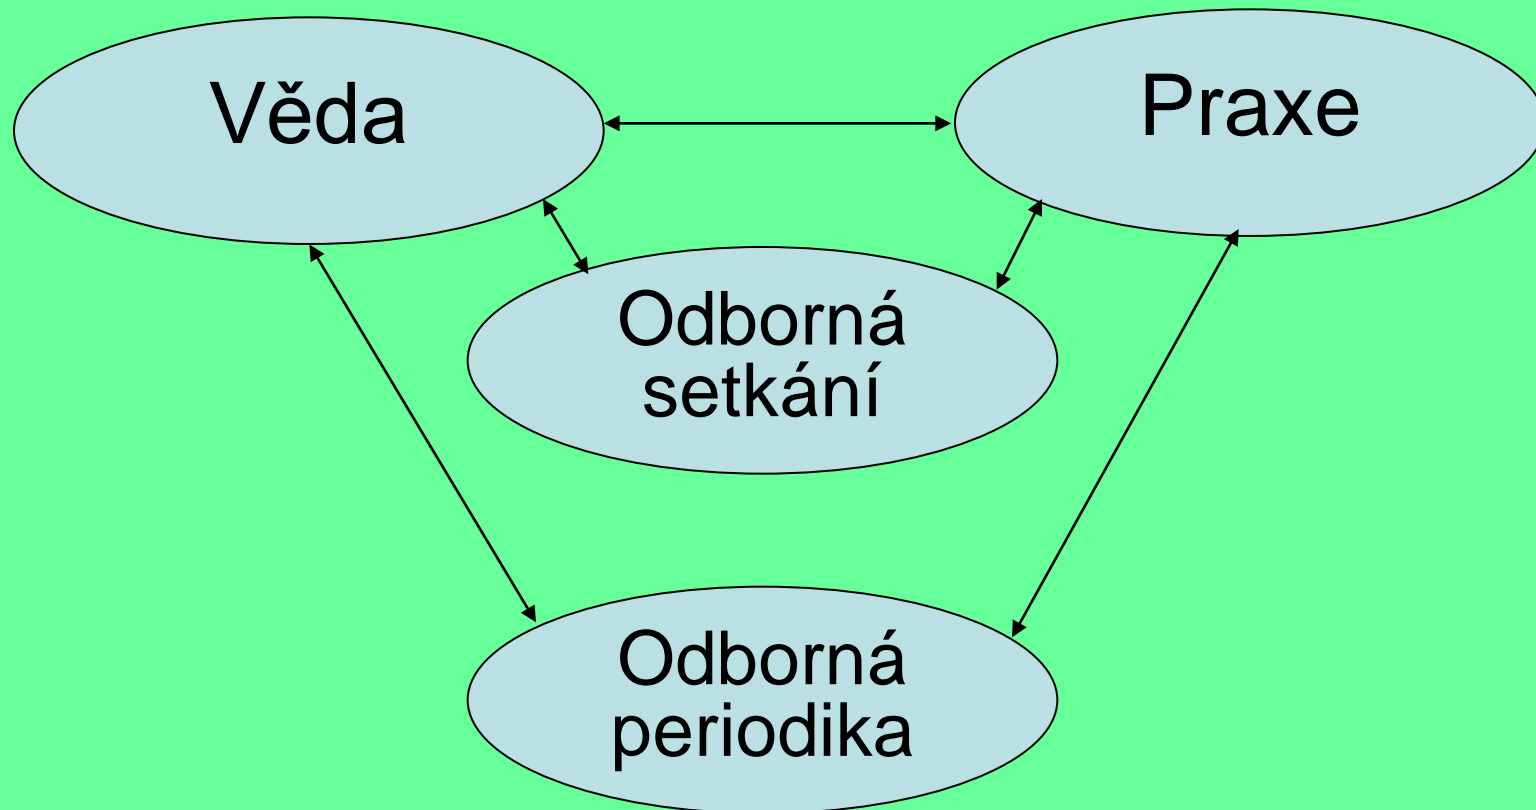 Věda
Praxe
Odborná
setkání
Odborná
periodika